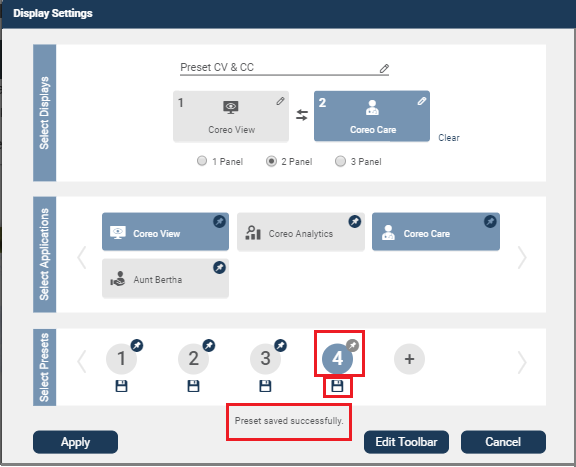 Display Settings
Select Displays
Preset CV & CC
1
Coreo View
2
Coreo Care
Clear
1 Panel
2 Panel
3 Panel
Select Applications
Coreo View
Coreo Analytics
Coreo Care
Aunt Bertha
Select Presets
1
2
3
4
+
Preset saved successfully.
Apply
Edit Toolbar
Cancel